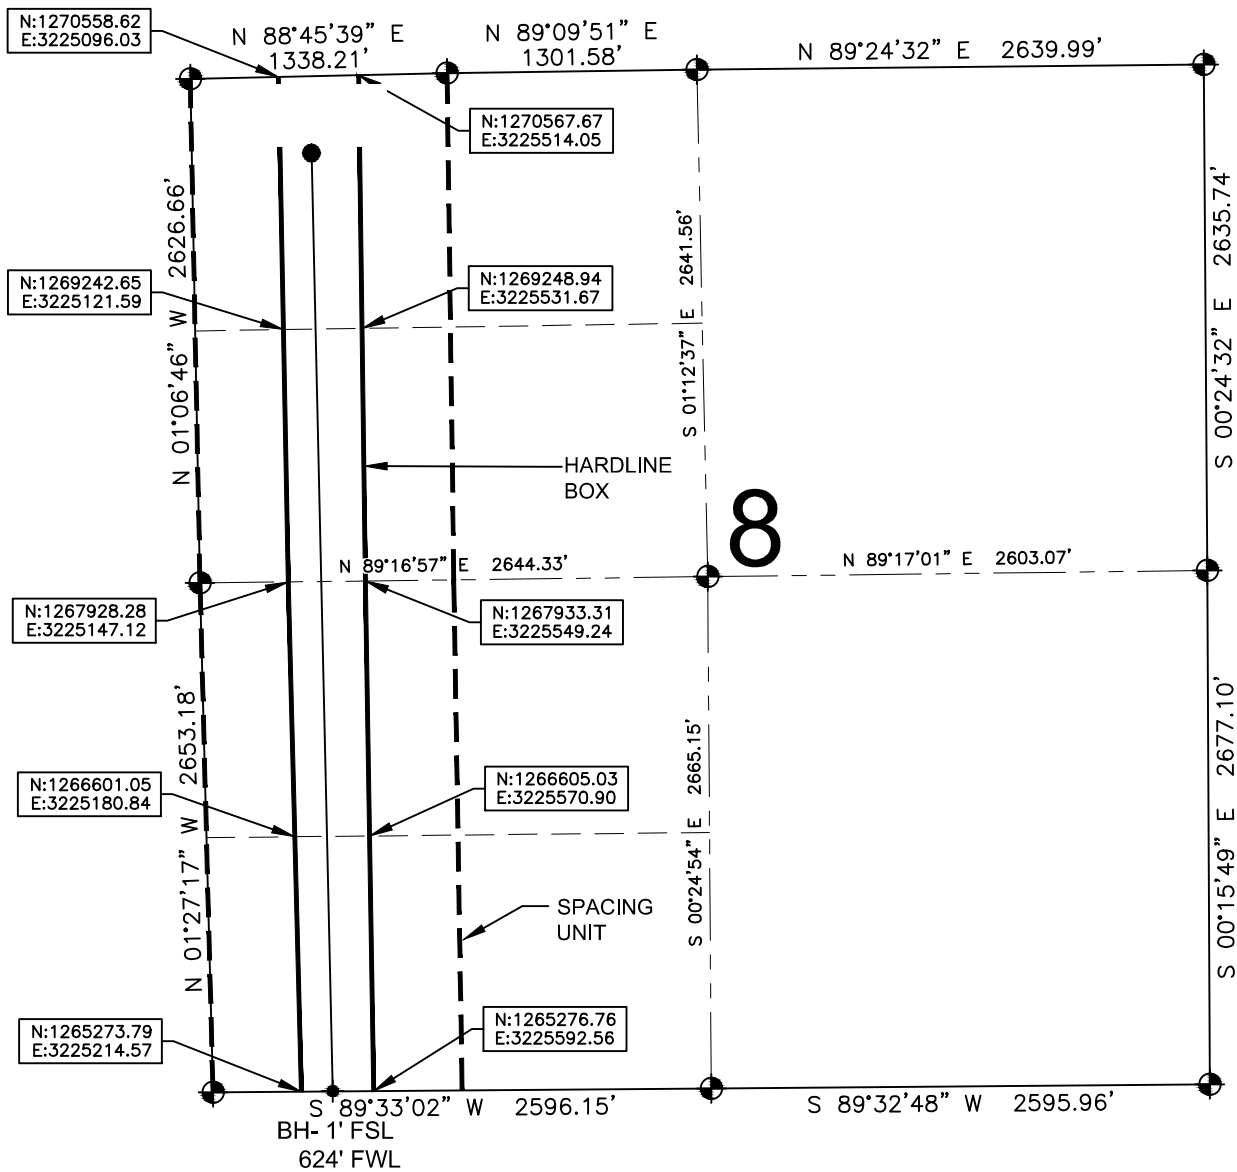 N:1270558.62
E:3225096.03
N 88°45'39" E
1338.21'
N 89°09'51" E
1301.58'
N 89°24'32" E 2639.99'
N:1270567.67
E:3225514.05
N 01°06'46" W 2626.66'
S 01°12'37" E 2641.56'
S 00°24'32" E 2635.74'
N:1269242.65
E:3225121.59
N:1269248.94
E:3225531.67
HARDLINE
BOX
8
N 89°16'57" E 2644.33'
N 89°17'01" E 2603.07'
N:1267928.28
E:3225147.12
N:1267933.31
E:3225549.24
N 01°27'17" W 2653.18'
S 00°24'54" E 2665.15'
S 00°15'49" E 2677.10'
N:1266601.05
E:3225180.84
N:1266605.03
E:3225570.90
SPACING
UNIT
N:1265273.79
E:3225214.57
N:1265276.76
E:3225592.56
S 89°33'02" W 2596.15'
S 89°32'48" W 2595.96'
BH- 1' FSL
624' FWL